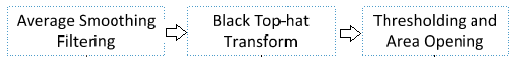 Average Smoothing
Filtering
Black Top-hat
Transform
Thresholding and
Area Opening